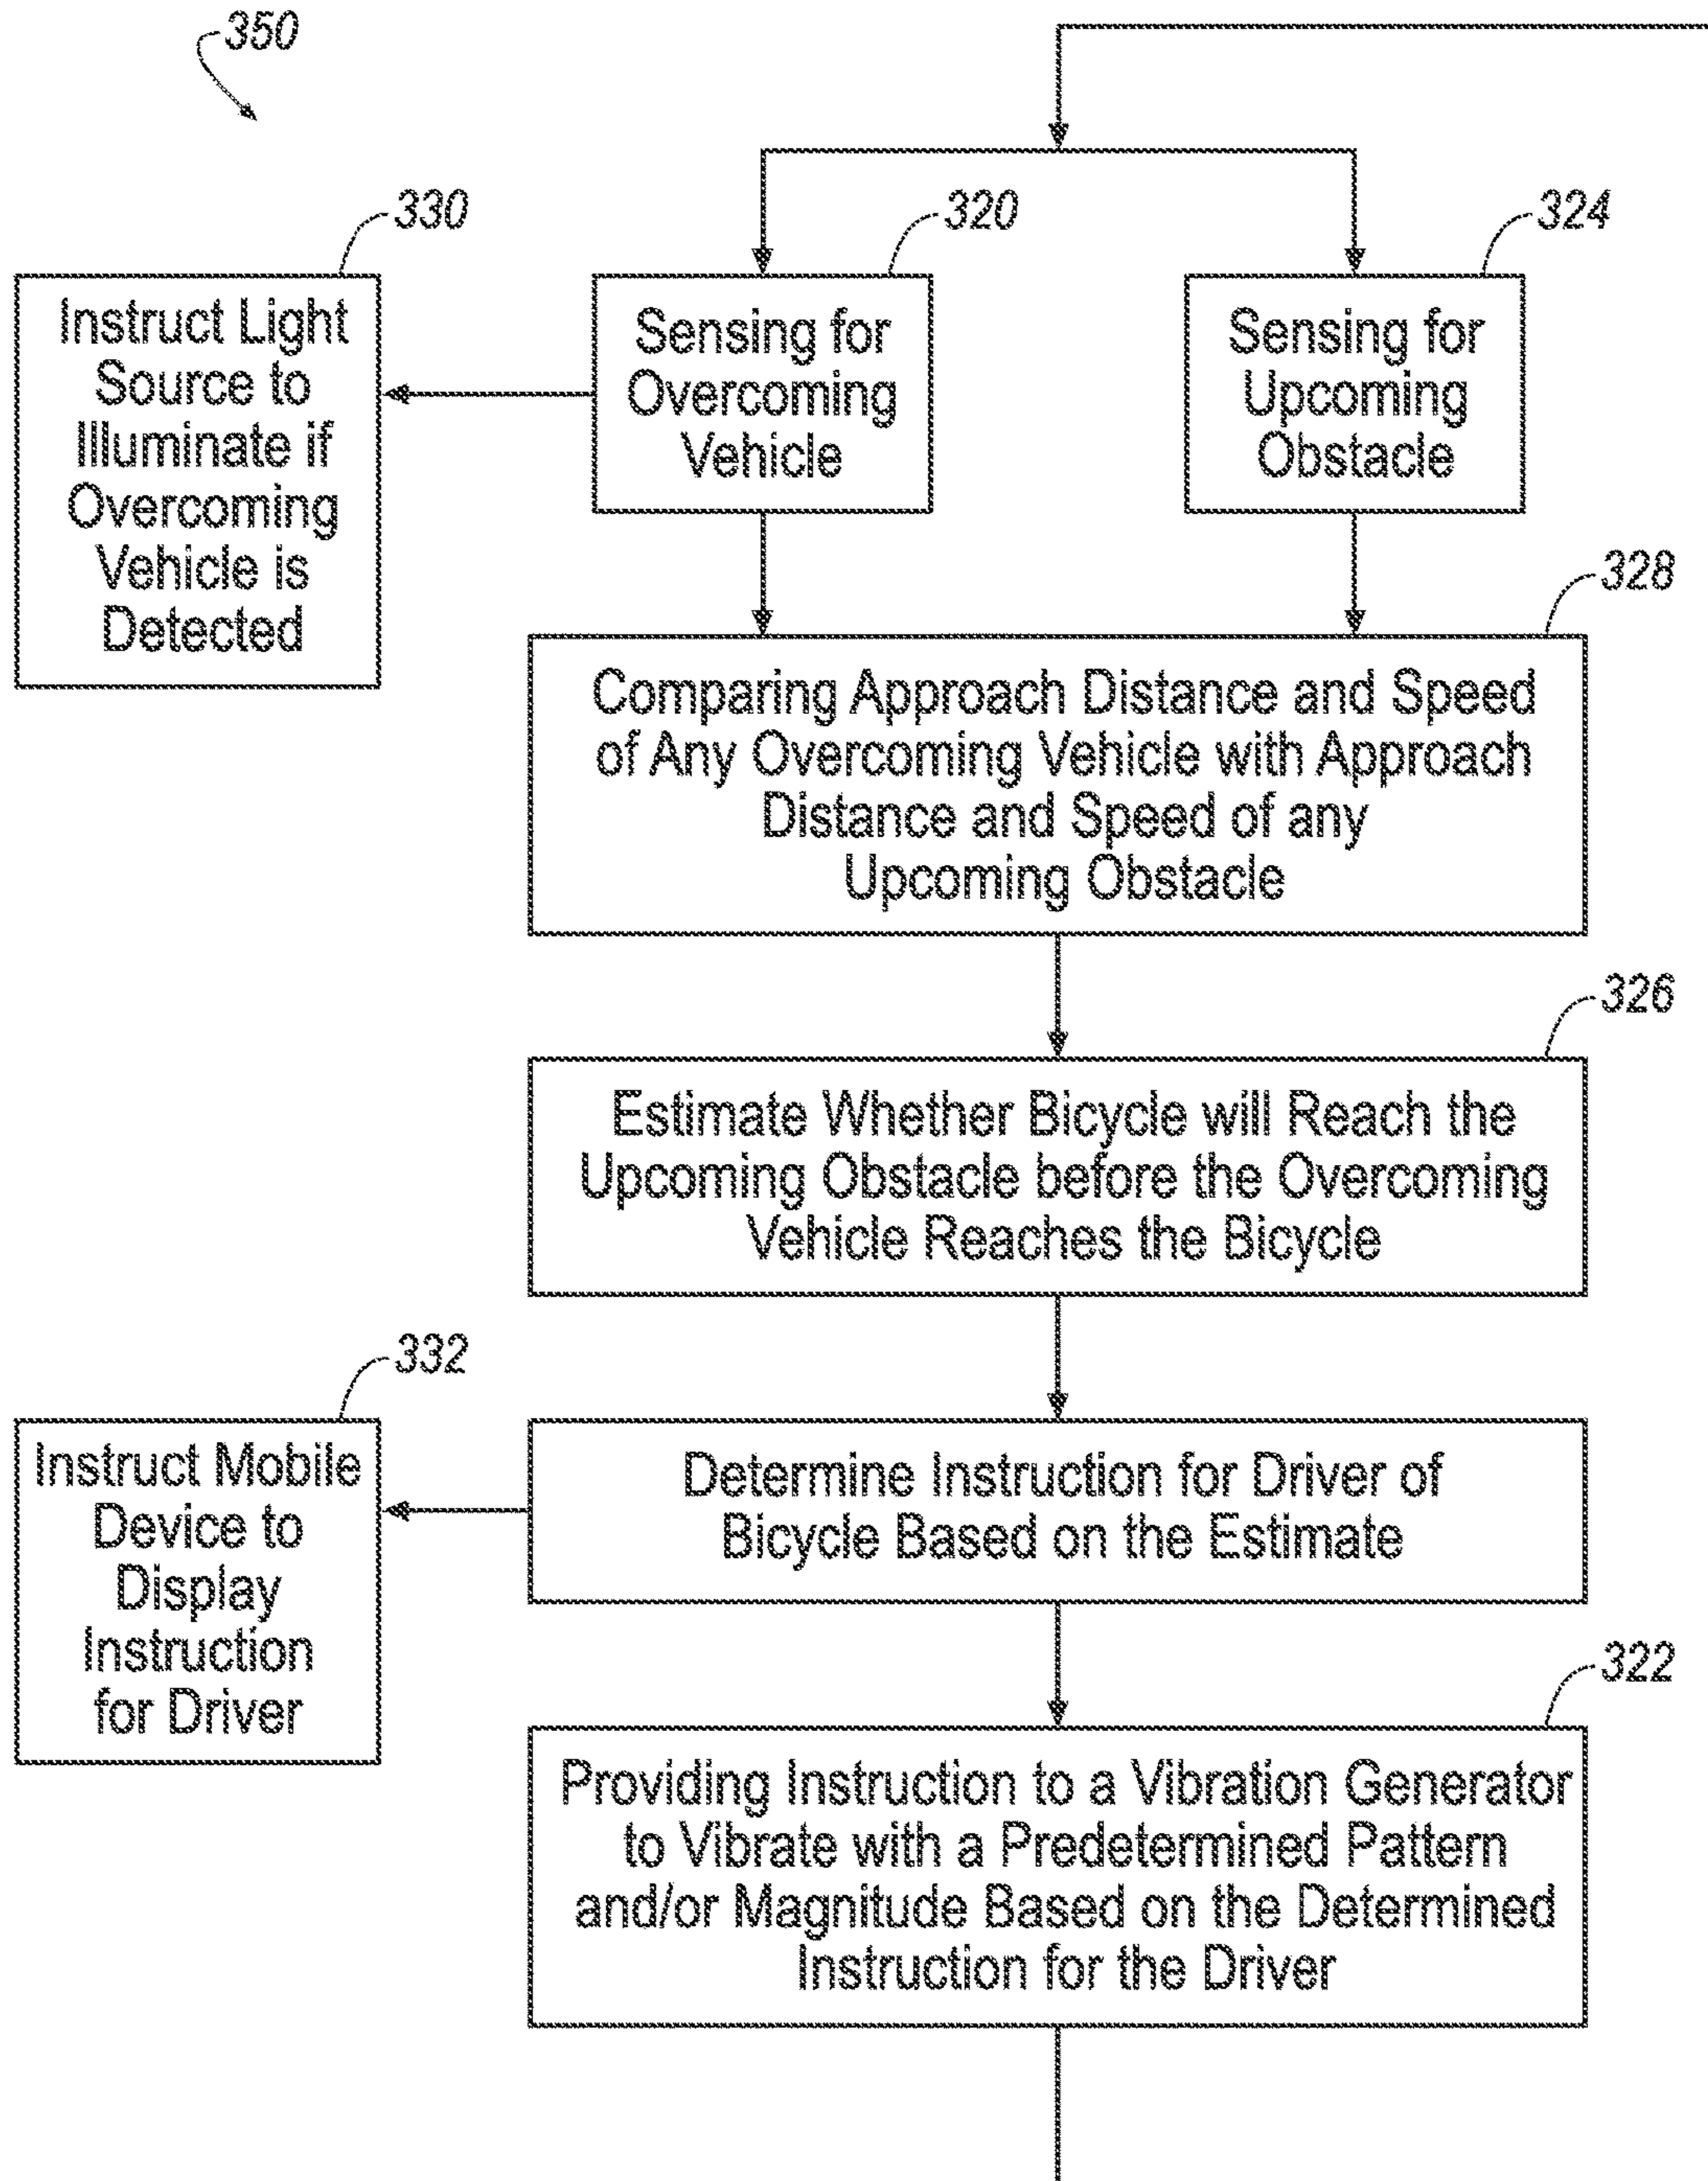 350
330
320
324
Instruct Light
Source to
Illuminate if
Overcoming
Vehicle is
Detected
Sensing for
Overcoming
Vehicle
Sensing for
Upcoming
Obstacle
328
Comparing Approach Distance and Speed
of Any Overcoming Vehicle with Approach
Distance and Speed of any
Upcoming Obstacle
326
Estimate Whether Bicycle will Reach the
Upcoming Obstacle before the Overcoming
Vehicle Reaches the Bicycle
332
Instruct Mobile
Device to
Display
Instruction
for Driver
Determine Instruction for Driver of
Bicycle Based on the Estimate
322
Providing Instruction to a Vibration Generator
to Vibrate with a Predetermined Pattern
and/or Magnitude Based on the Determined
Instruction for the Driver